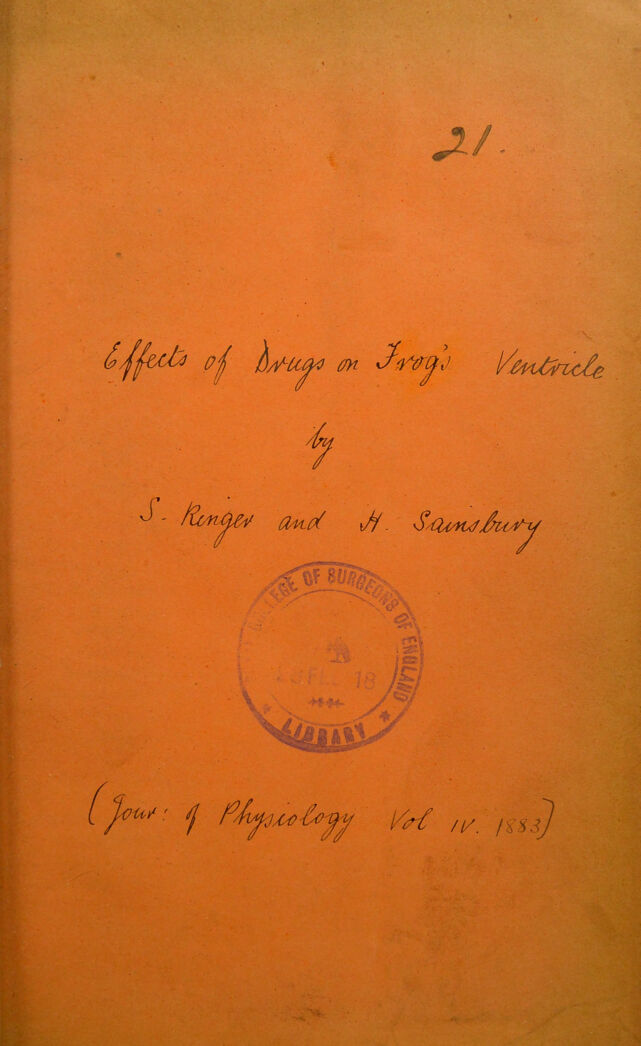 21.
Effects of Drugs on Frog's Ventricle
by
S. Ringer and H. Sainsbury
COLLEGE OF SURGEONS OF ENGLAND
18
LIBRARY
(Jour: of Physiology Vol IV. 1883)